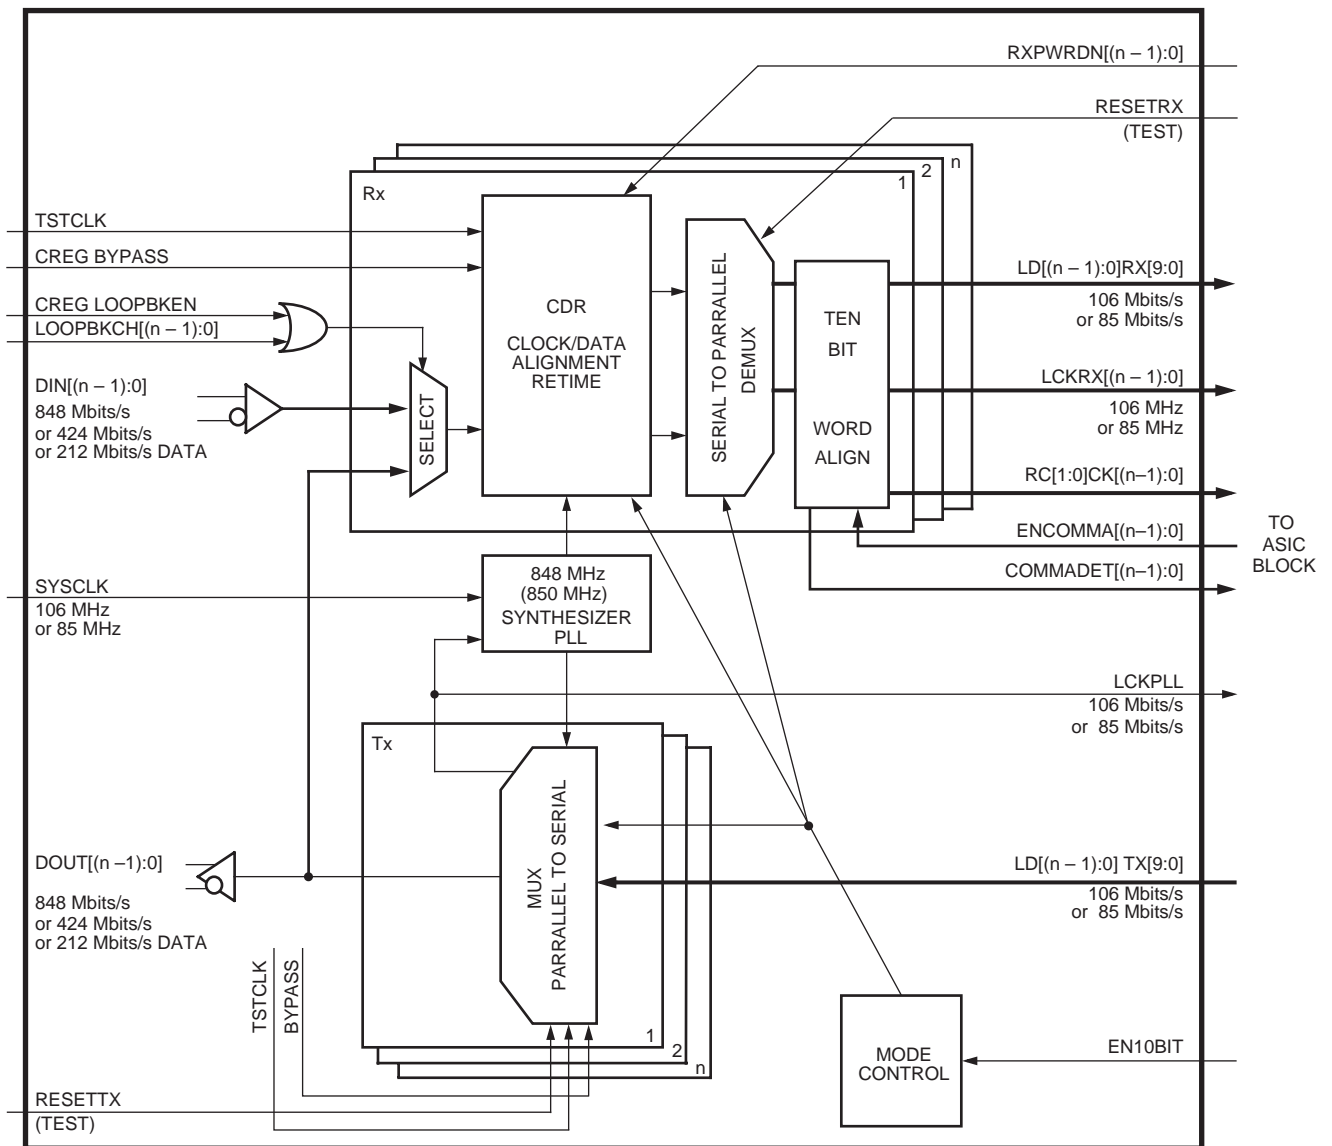 RXPWRDN[(n – 1):0]
RESETRX
(TEST)
n
2
1
Rx
TSTCLK
CREG BYPASS
CREG LOOPBKEN
LOOPBKCH[(n – 1):0]
DIN[(n – 1):0]
848 Mbits/s
or 424 Mbits/s
or 212 Mbits/s DATA
SELECT
CDR
CLOCK/DATA
ALIGNMENT
RETIME
SERIAL TO PARRALLEL
DEMUX
TEN
BIT
WORD
ALIGN
LD[(n – 1):0]RX[9:0]
106 Mbits/s
or 85 Mbits/s
LCKRX[(n – 1):0]
106 MHz
or 85 MHz
RC[1:0]CK[(n–1):0]
ENCOMMA[(n–1):0]
COMMADET[(n–1):0]
TO
ASIC
BLOCK
SYSCLK
106 MHz
or 85 MHz
848 MHz
(850 MHz)
SYNTHESIZER
PLL
LCKPLL
106 Mbits/s
or 85 Mbits/s
Tx
MUX
PARRALEL TO SERIAL
1
2
n
DOUT[(n –1):0]
848 Mbits/s
or 424 Mbits/s
or 212 Mbits/s DATA
LD[(n – 1):0] TX[9:0]
106 Mbits/s
or 85 Mbits/s
TSTCLK
BYPASS
MODE
CONTROL
EN10BIT
RESETTX
(TEST)